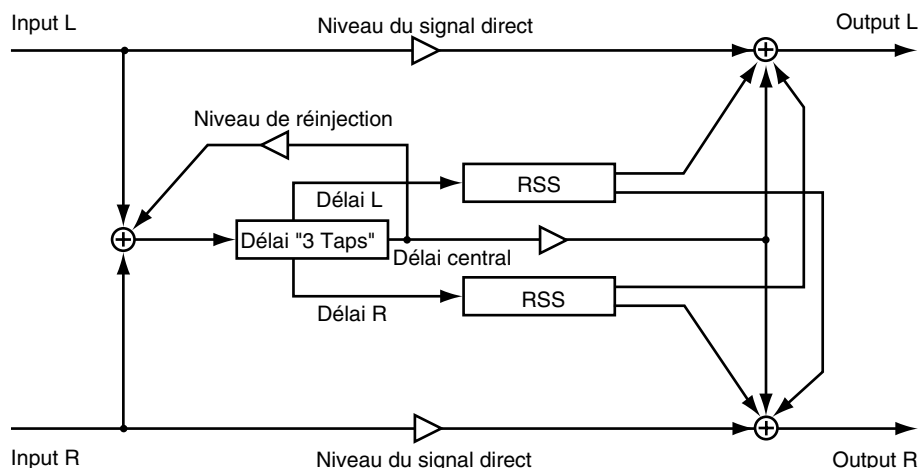 Input L
Niveau du signal direct
Output L
Niveau de réinjection
RSS
Délai L
Délai "3 Taps"
Délai central
RSS
Délai R
Input R
Niveau du signal direct
Output R